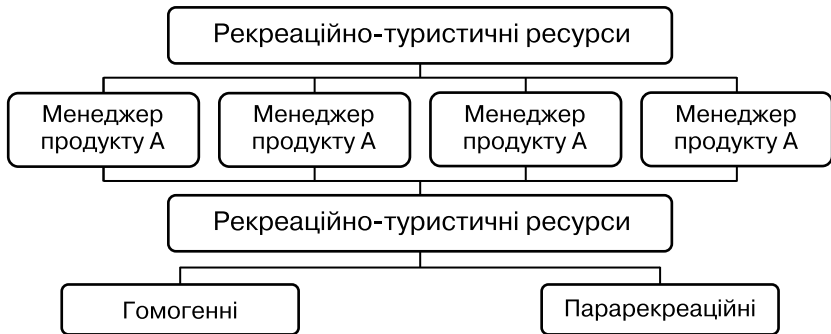 Рекреаційно-туристичні ресурси
Менеджер
продукту А
Менеджер
продукту А
Менеджер
продукту А
Менеджер
продукту А
Рекреаційно-туристичні ресурси
Гомогенні
Парарекреаційні